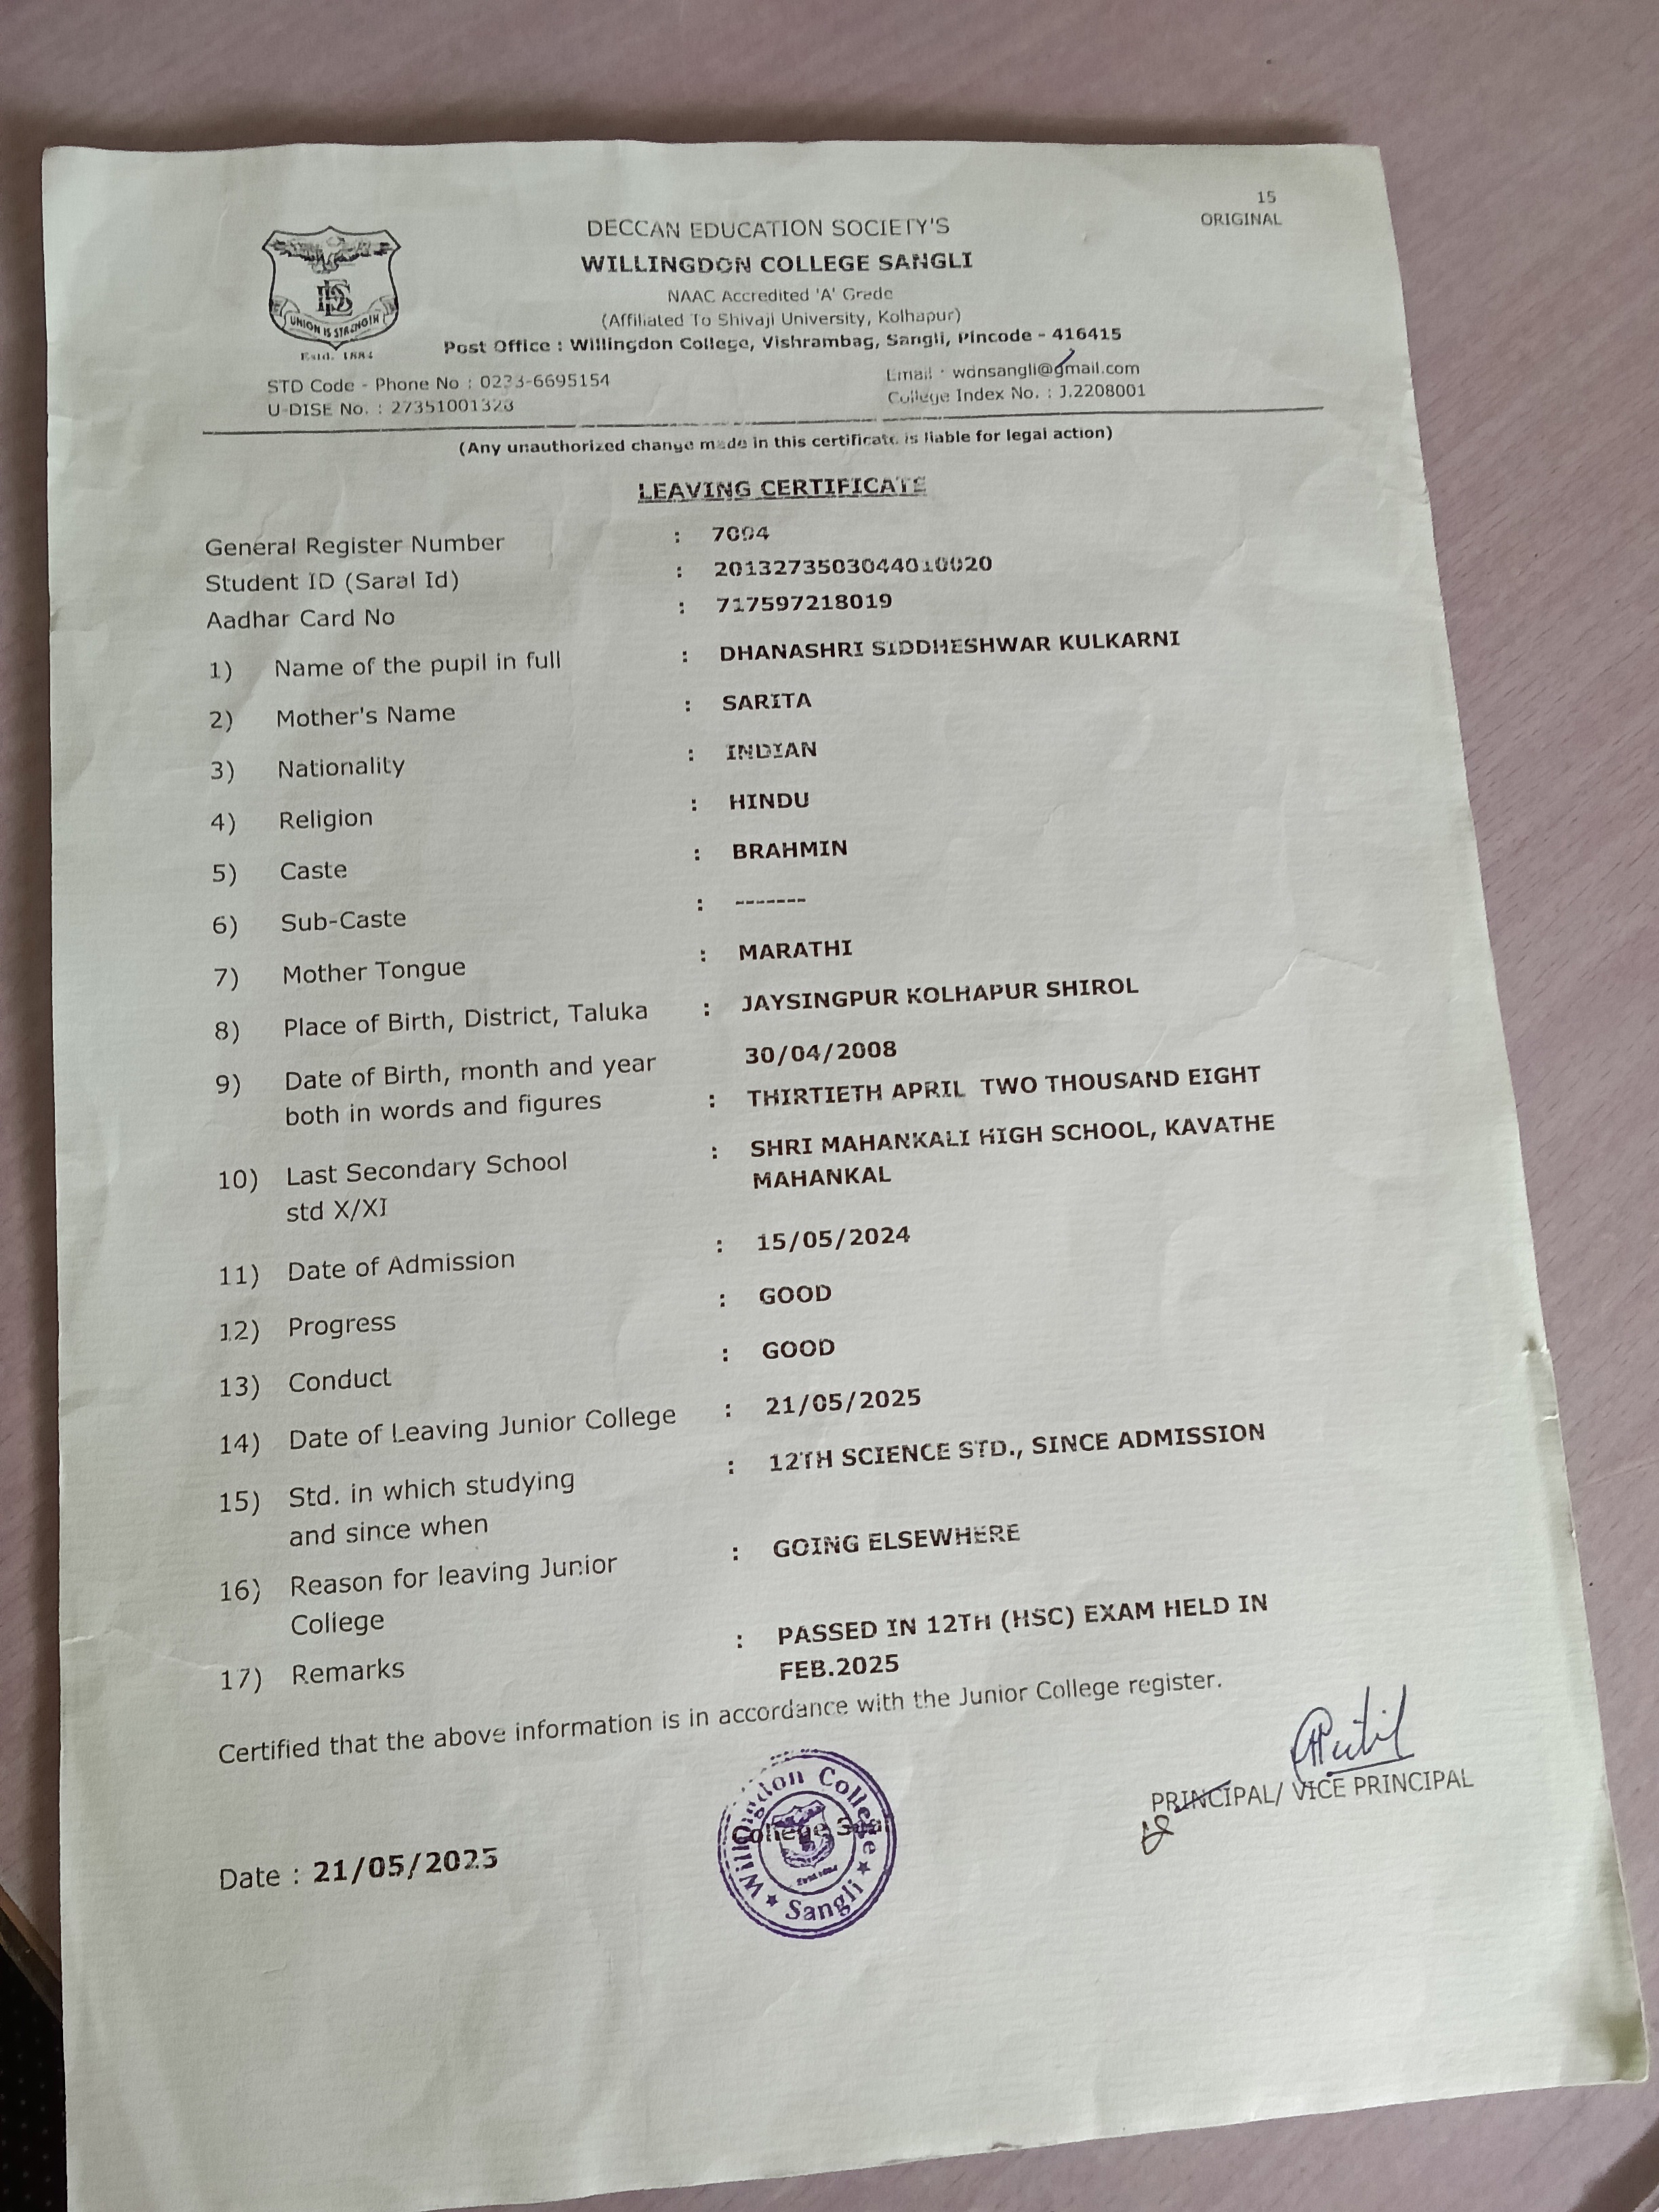 15
ORIGINAL
DECCAN EDUCATION SOCIETY'S
WILLINGDON COLLEGE SANGLI
NAAC Accredited 'A' Grade
(Affiliated To Shivaji University, Kolhapur)
Post Office : Willingdon College, Vishrambag, Sangli, Pincode - 416415
UNION IS STRENGTH
Estd. 1884
STD Code - Phone No : 0233-6695154
Email : wdnsangli@gmail.com
U-DISE No. : 27351001323
College Index No. : J.2208001
(Any unauthorized change made in this certificate is liable for legal action)
LEAVING CERTIFICATE
General Register Number : 7094
Student ID (Saral Id) : 2013273503044010020
Aadhar Card No : 717597218019
1) Name of the pupil in full : DHANASHRI SIDDHESHWAR KULKARNI
2) Mother's Name : SARITA
3) Nationality : INDIAN
4) Religion : HINDU
5) Caste : BRAHMIN
6) Sub-Caste : -------
7) Mother Tongue : MARATHI
8) Place of Birth, District, Taluka : JAYSINGPUR KOLHAPUR SHIROL
9) Date of Birth, month and year 30/04/2008
both in words and figures : THIRTIETH APRIL TWO THOUSAND EIGHT
10) Last Secondary School : SHRI MAHANKALI HIGH SCHOOL, KAVATHE
std X/XI MAHANKAL
11) Date of Admission : 15/05/2024
12) Progress : GOOD
13) Conduct : GOOD
14) Date of Leaving Junior College : 21/05/2025
15) Std. in which studying : 12TH SCIENCE STD., SINCE ADMISSION
and since when
16) Reason for leaving Junior : GOING ELSEWHERE
College
17) Remarks : PASSED IN 12TH (HSC) EXAM HELD IN
FEB.2025
Certified that the above information is in accordance with the Junior College register.
PRINCIPAL/ VICE PRINCIPAL
Willingdon College
College Seal
Sangli
Date : 21/05/2025